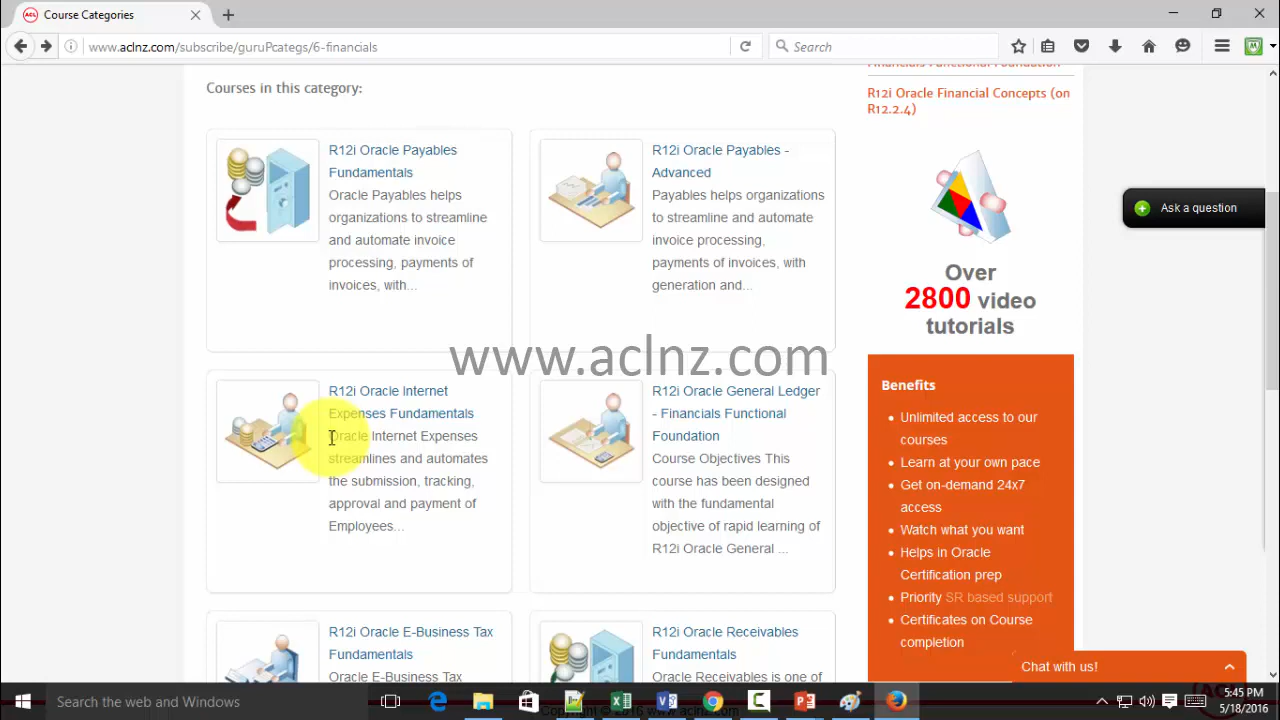 Course Categories
www.aclnz.com/subscribe/guruPcategs/6-financials
Search
Financials Functional Foundation
Courses in this category:
R12i Oracle Financial Concepts (on
R12.2.4)
R12i Oracle Payables
Fundamentals
Oracle Payables helps
organizations to streamline
and automate invoice
processing, payments of
invoices, with...
R12i Oracle Payables -
Advanced
Payables helps organizations
to streamline and automate
invoice processing,
payments of invoices, with
generation and...
Ask a question
Over
2800 video
tutorials
www.aclnz.com
R12i Oracle Internet
Expenses Fundamentals
Oracle Internet Expenses
streamlines and automates
the submission, tracking,
approval and payment of
Employees...
R12i Oracle General Ledger
- Financials Functional
Foundation
Course Objectives This
course has been designed
with the fundamental
objective of rapid learning of
R12i Oracle General ...
Benefits
Unlimited access to our
courses
Learn at your own pace
Get on-demand 24x7
access
Watch what you want
Helps in Oracle
Certification prep
Priority SR based support
Certificates on Course
completion
R12i Oracle E-Business Tax
Fundamentals
Oracle E-Business Tax
R12i Oracle Receivables
Fundamentals
Oracle Receivables is one of
Chat with us!
Search the web and Windows
5:45 PM
5/18/2016
Copyright © 2016 www.aclnz.com